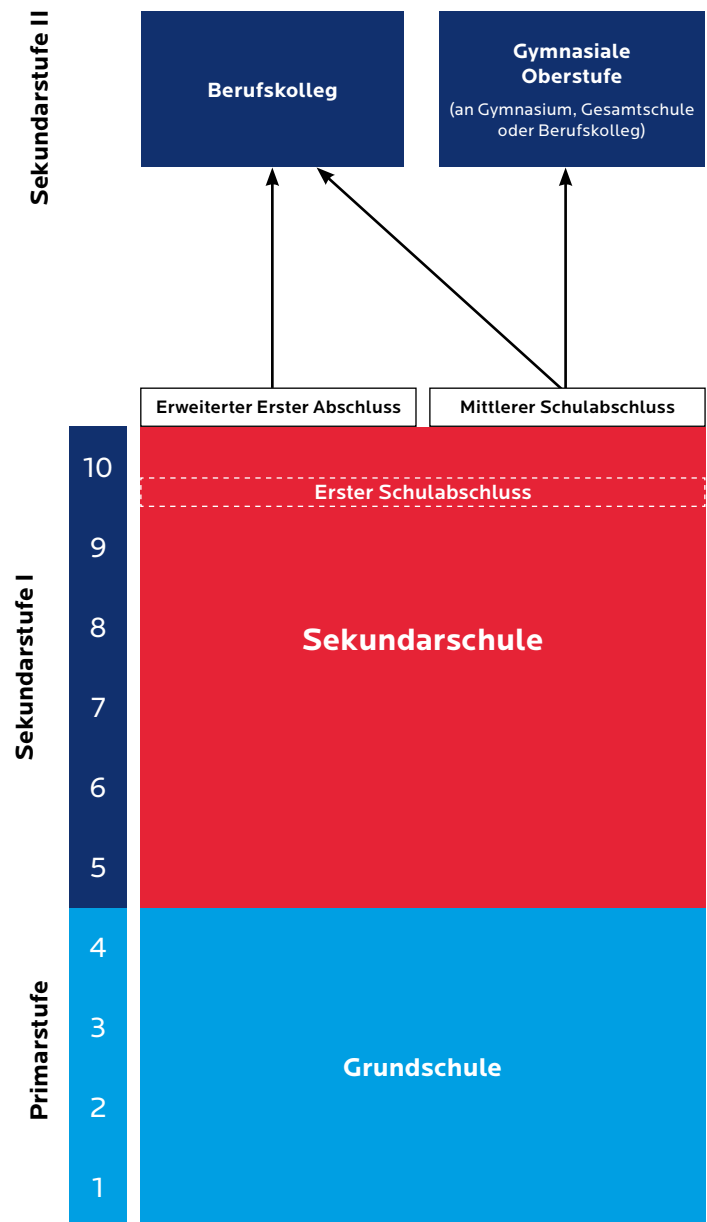 Sekundarstufe II
Berufskolleg
Gymnasiale
Oberstufe
(an Gymnasium, Gesamtschule
oder Berufskolleg)
Erweiterter Erster Abschluss
Mittlerer Schulabschluss
Sekundarstufe I
10
Erster Schulabschluss
9
8
Sekundarschule
7
6
5
Primarstufe
4
3
Grundschule
2
1